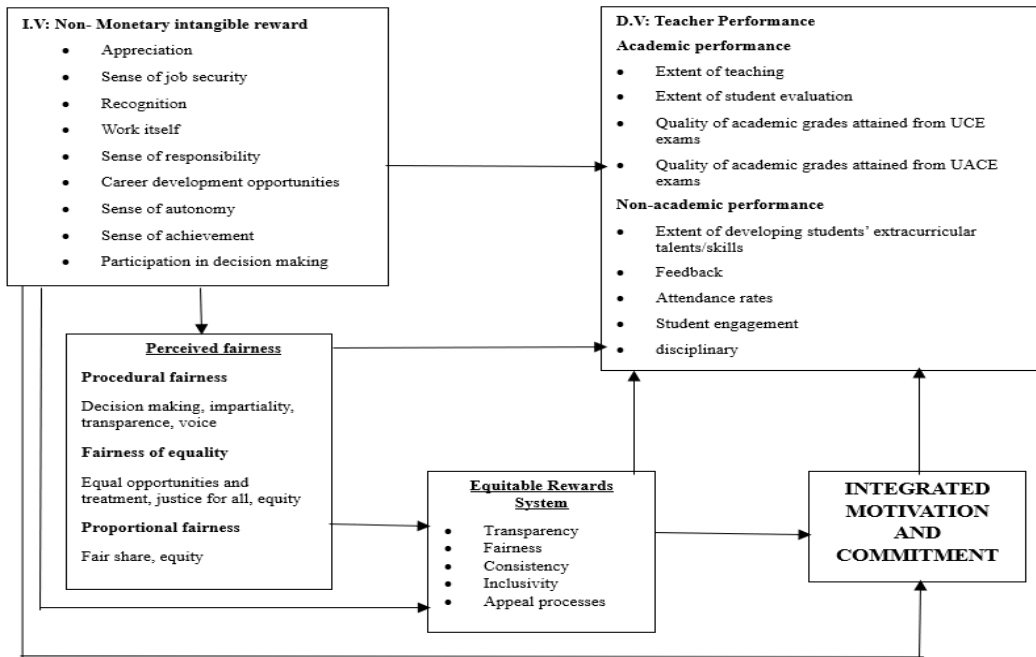 I.V: Non- Monetary intangible reward
• Appreciation
• Sense of job security
• Recognition
• Work itself
• Sense of responsibility
• Career development opportunities
• Sense of autonomy
• Sense of achievement
• Participation in decision making
D.V: Teacher Performance
Academic performance
• Extent of teaching
• Extent of student evaluation
• Quality of academic grades attained from UCE
exams
• Quality of academic grades attained from UACE
exams
Non-academic performance
• Extent of developing students’ extracurricular
talents/skills
• Feedback
• Attendance rates
• Student engagement
• disciplinary
Perceived fairness
Procedural fairness
Decision making, impartiality,
transparence, voice
Fairness of equality
Equal opportunities and
treatment, justice for all, equity
Proportional fairness
Fair share, equity
Equitable Rewards
System
• Transparency
• Fairness
• Consistency
• Inclusivity
• Appeal processes
INTEGRATED
MOTIVATION
AND
COMMITMENT